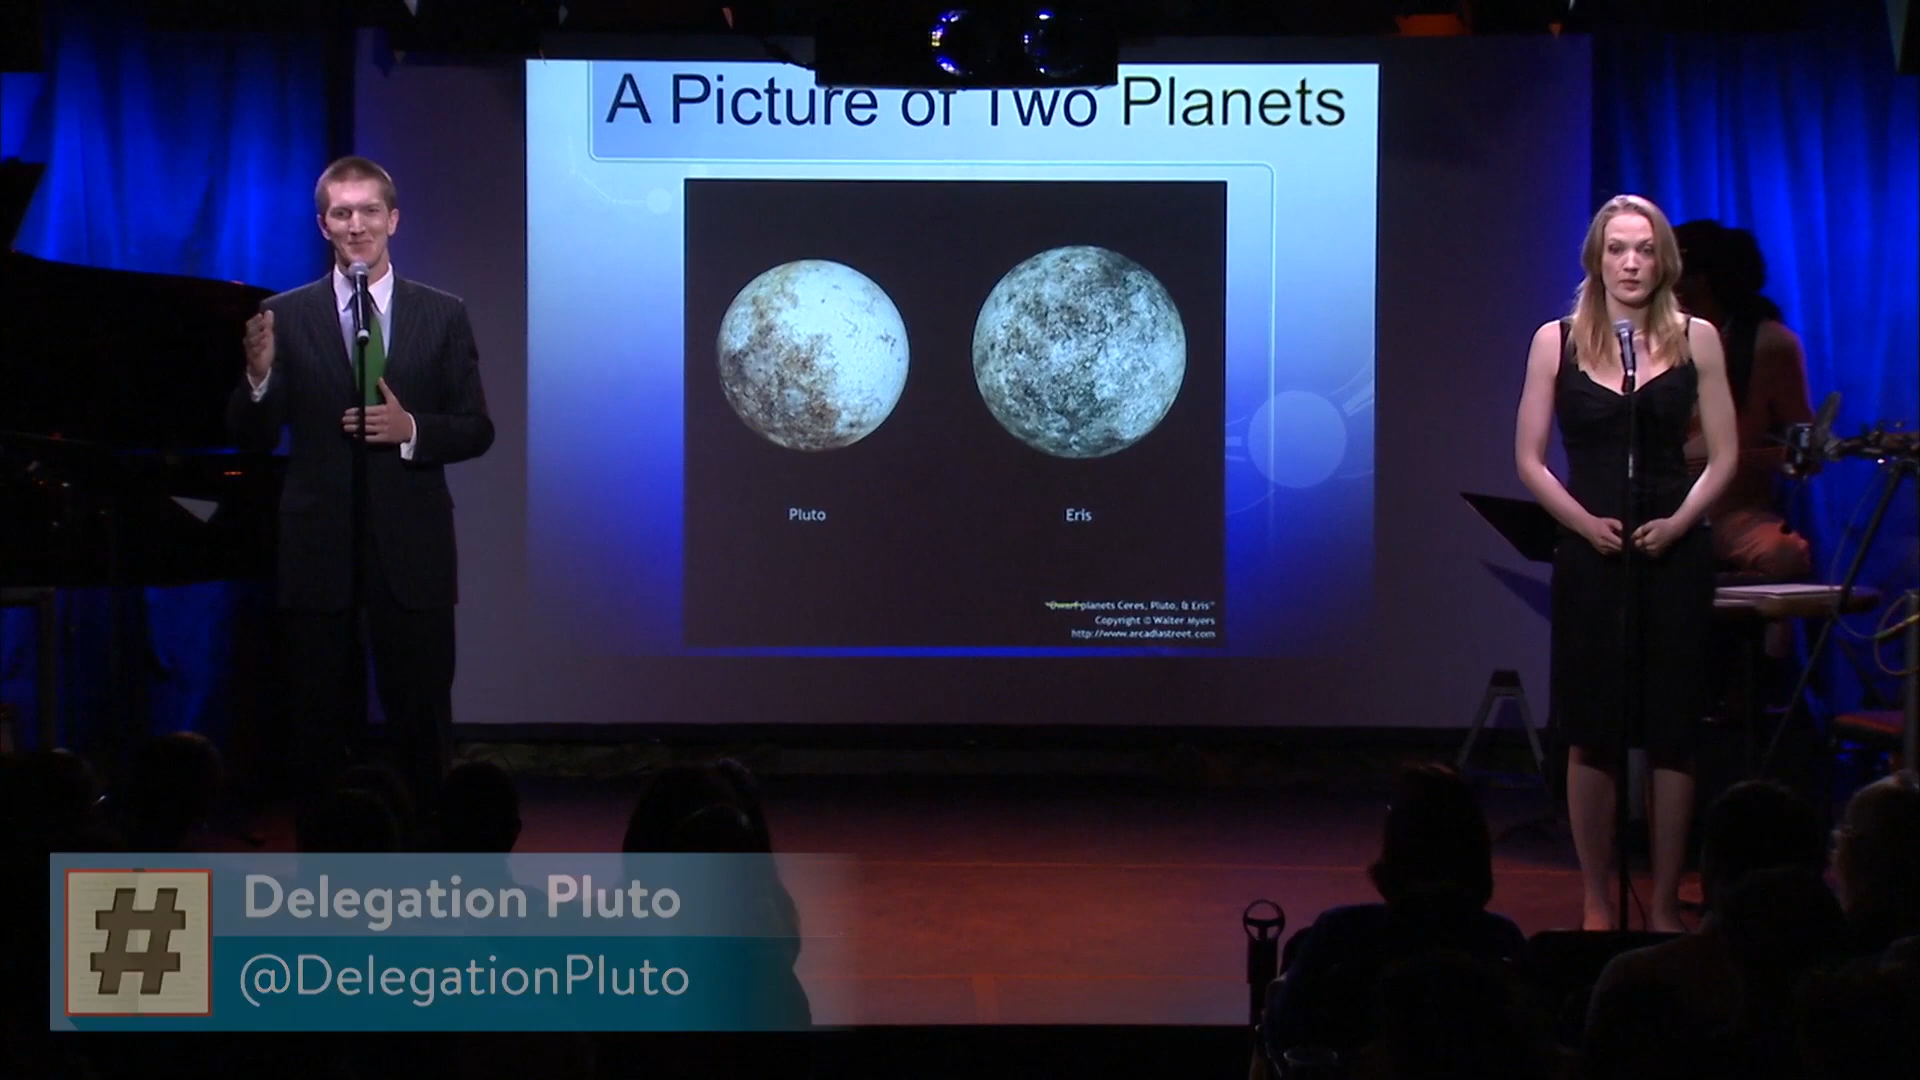 A Picture of Two Planets
Pluto
Eris
"Dwarf planets Ceres, Pluto, & Eris"
Copyright © Walter Myers
http://www.arcadiastreet.com
#
Delegation Pluto
@DelegationPluto